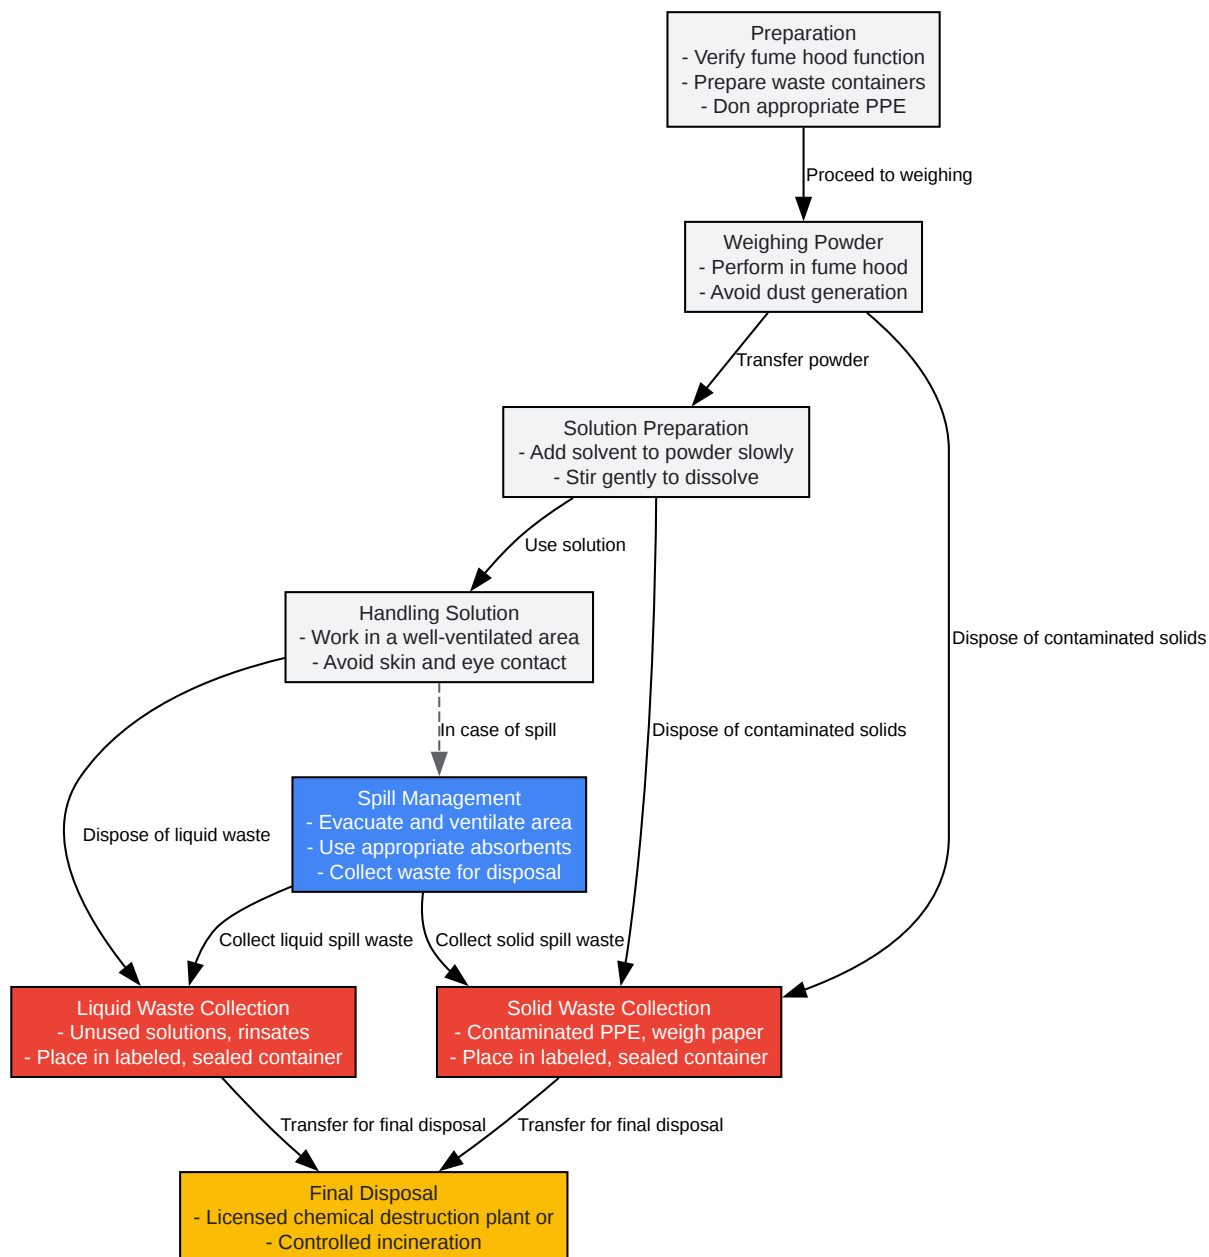 Preparation
- Verify fume hood function
- Prepare waste containers
- Don appropriate PPE
Proceed to weighing
Weighing Powder
- Perform in fume hood
- Avoid dust generation
Transfer powder
Solution Preparation
- Add solvent to powder slowly
- Stir gently to dissolve
Use solution
Handling Solution
- Work in a well-ventilated area
- Avoid skin and eye contact
Dispose of contaminated solids
In case of spill
Dispose of contaminated solids
Spill Management
- Evacuate and ventilate area
- Use appropriate absorbents
- Collect waste for disposal
Dispose of liquid waste
Collect liquid spill waste
Collect solid spill waste
Liquid Waste Collection
- Unused solutions, rinsates
- Place in labeled, sealed container
Solid Waste Collection
- Contaminated PPE, weigh paper
- Place in labeled, sealed container
Transfer for final disposal
Transfer for final disposal
Final Disposal
- Licensed chemical destruction plant or
- Controlled incineration